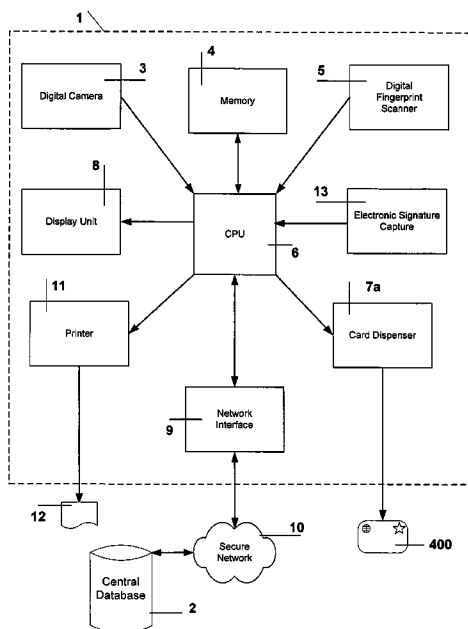 1
3
4
5
Digital Camera
Memory
Digital
Fingerprint
Scanner
8
13
Display Unit
CPU
Electronic Signature
Capture
6
11
7a
Printer
Card Dispenser
Network
Interface
9
12
10
Secure
Network
400
Central
Database
2